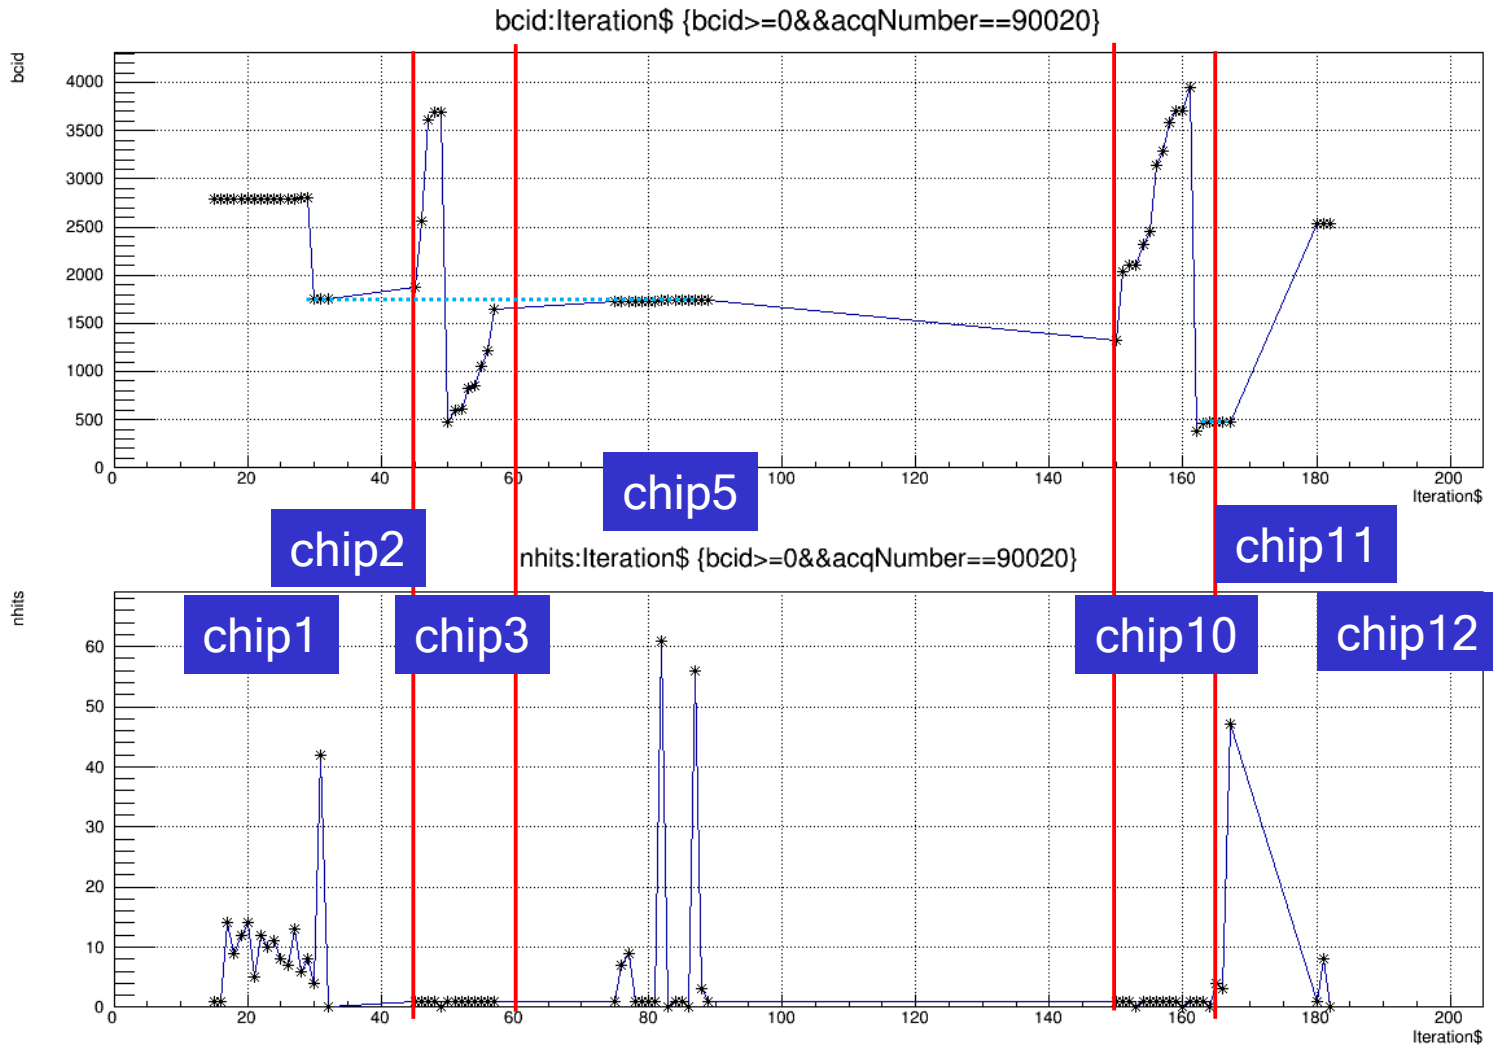 bcid:Iteration$ {bcid>=0&&acqNumber==90020}
bcid
4000
3500
3000
2500
2000
1500
1000
500
0
0 20 40 60 80 100 120 140 160 180 200
Iteration$
chip5
chip2
chip11
nhits:Iteration$ {bcid>=0&&acqNumber==90020}
nhits
chip1 chip3 chip10 chip12
60
50
40
30
20
10
0
0 20 40 60 80 100 120 140 160 180 200
Iteration$